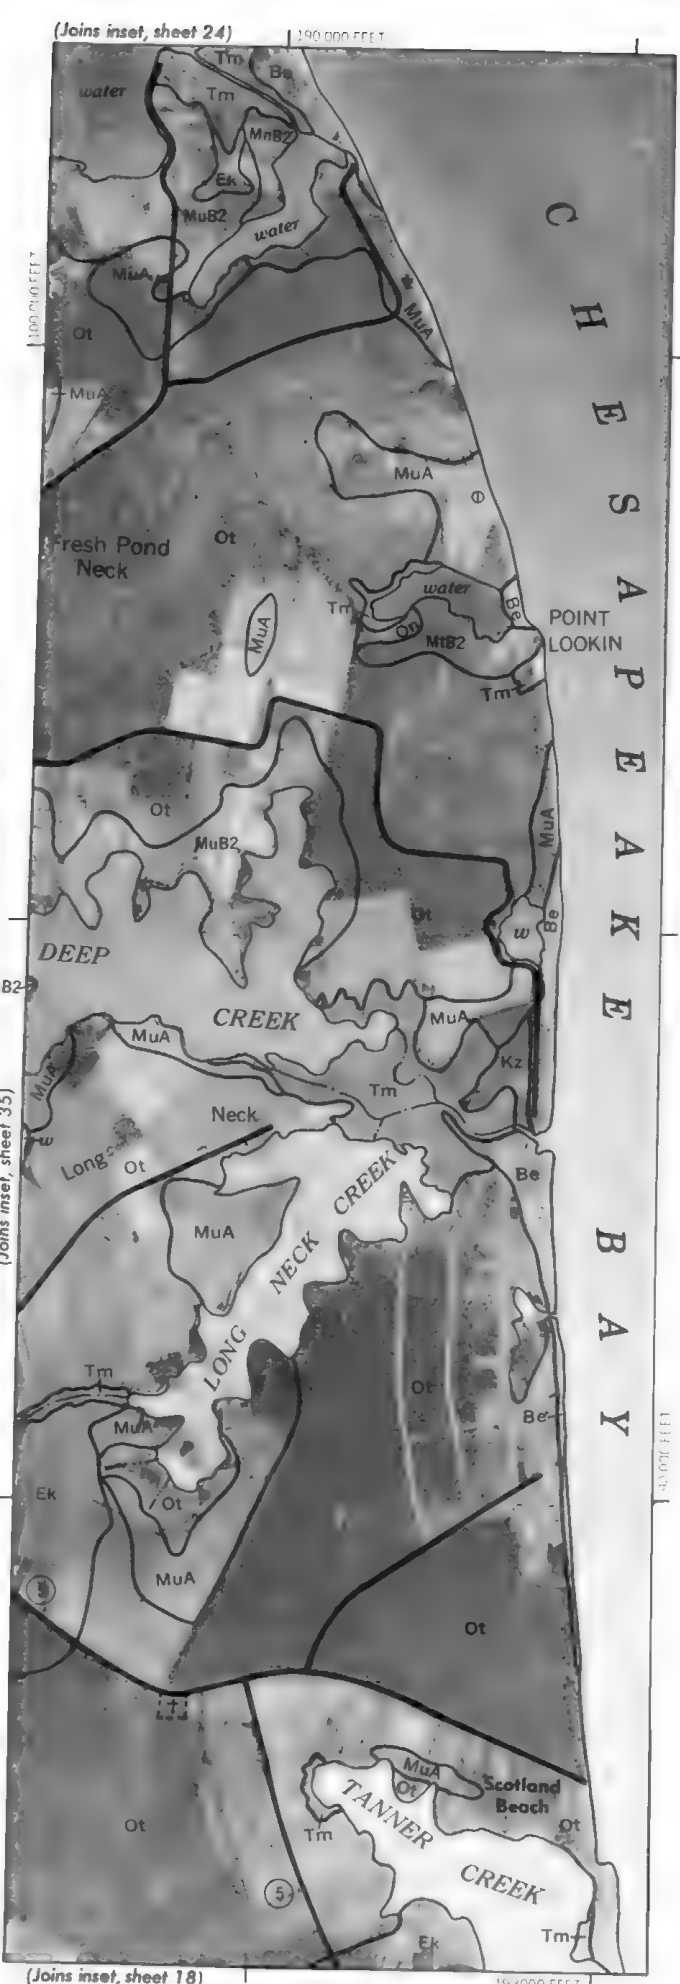 (Joins inset, sheet 24)
190 000 FEET
Tm
Be
water
Tm
MnB2
Ek
MuB2
water
C H E S A P E A K E B A Y
MuA
MuA
Ot
MuA
MuA
Ot
Fresh Pond
Neck
water
Tm
Be
MuA
On
MtB2
POINT
LOOKIN
Tm
Ot
MuB2
MuA
Ot
w
Be
DEEP
B2
CREEK
MuA
MuA
MuA
Kz
Tm
(Joins inset, sheet 35)
w
Neck
Long
Ot
Be
MuA
LONG NECK CREEK
Tm
Ot
Be
MuA
Ek
Ot
MuA
Ot
MuA
Ot
Scotland
Beach
TANNER
Ot
Ot
Tm
CREEK
5
Ek
Tm
(Joins inset, sheet 18)